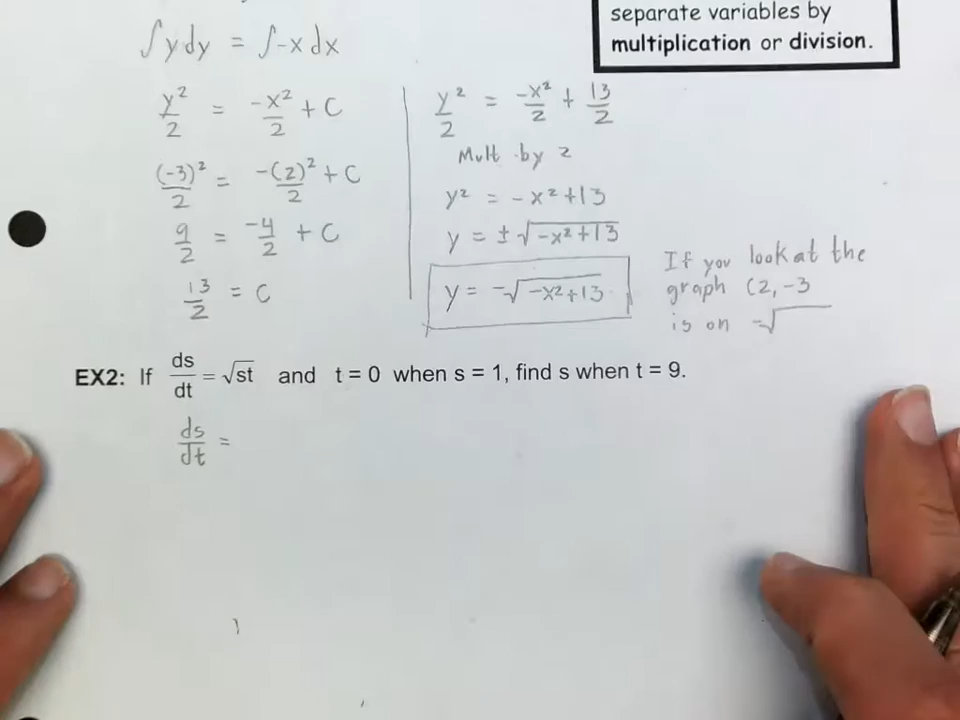 separate variables by
multiplication or division.
∫ y dy = ∫ -x dx
y²/2 = -x²/2 + C
(-3)²/2 = -(2)²/2 + C
9/2 = -4/2 + C
13/2 = C
y²/2 = -x²/2 + 13/2
Mult by 2
y² = -x² + 13
y = ±√(-x²+13)
y = -√(-x²+13)
If you look at the
graph (2, -3
is on -√
EX2: If ds/dt = √st and t = 0 when s = 1, find s when t = 9.
ds/dt =